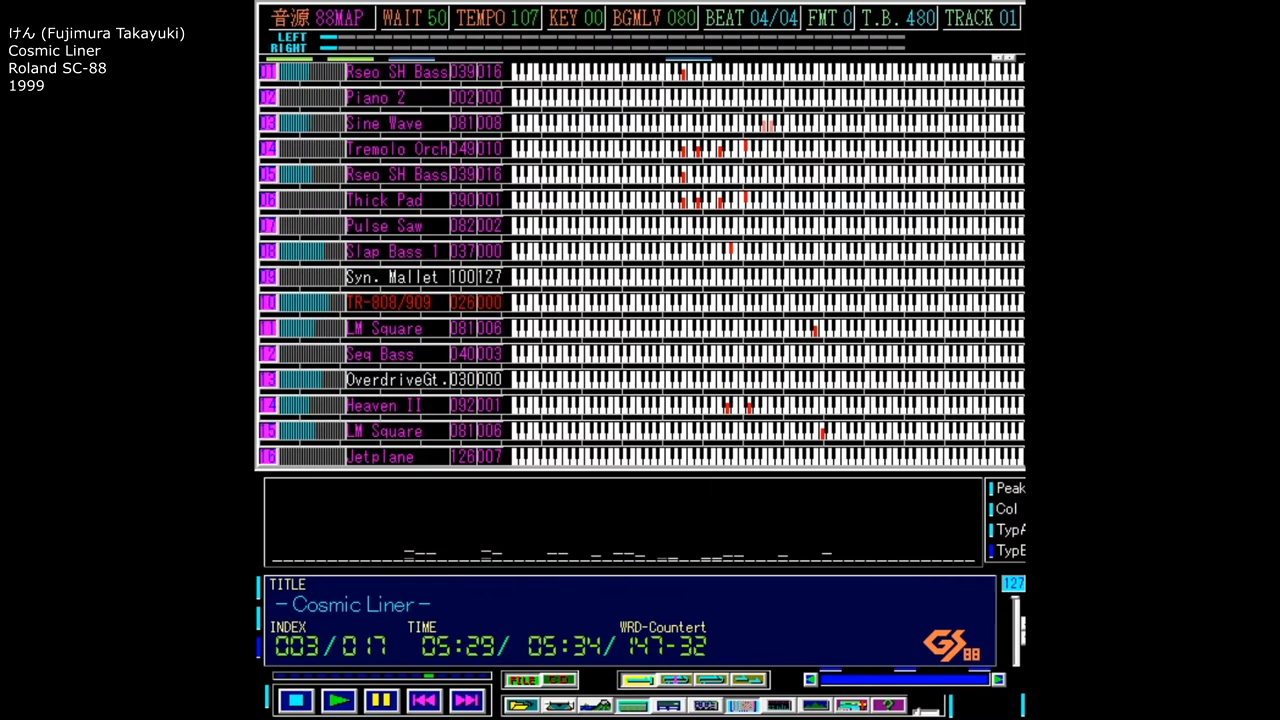 けん (Fujimura Takayuki)
Cosmic Liner
Roland SC-88
1999
音源 88MAP WAIT 50 TEMPO 107 KEY 00 BGMLV 080 BEAT 04/04 FMT 0 T.B. 480 TRACK 01
LEFT
RIGHT
01 Rseo SH Bass 039 016
02 Piano 2 002 000
03 Sine Wave 081 008
04 Tremolo Orch 049 010
05 Rseo SH Bass 039 016
06 Thick Pad 090 001
07 Pulse Saw 082 002
08 Slap Bass 1 037 000
09 Syn. Mallet 100 127
10 TR-808/909 026 000
11 LM Square 081 006
12 Seq Bass 040 003
13 OverdriveGt. 030 000
14 Heaven II 092 001
15 LM Square 081 006
16 Jetplane 126 007
Peak
Col
TypA
TypB
TITLE
127
-Cosmic Liner-
INDEX TIME WRD-Countert
003/017 05:29/ 05:34/ 147-32
GS 88
FILE